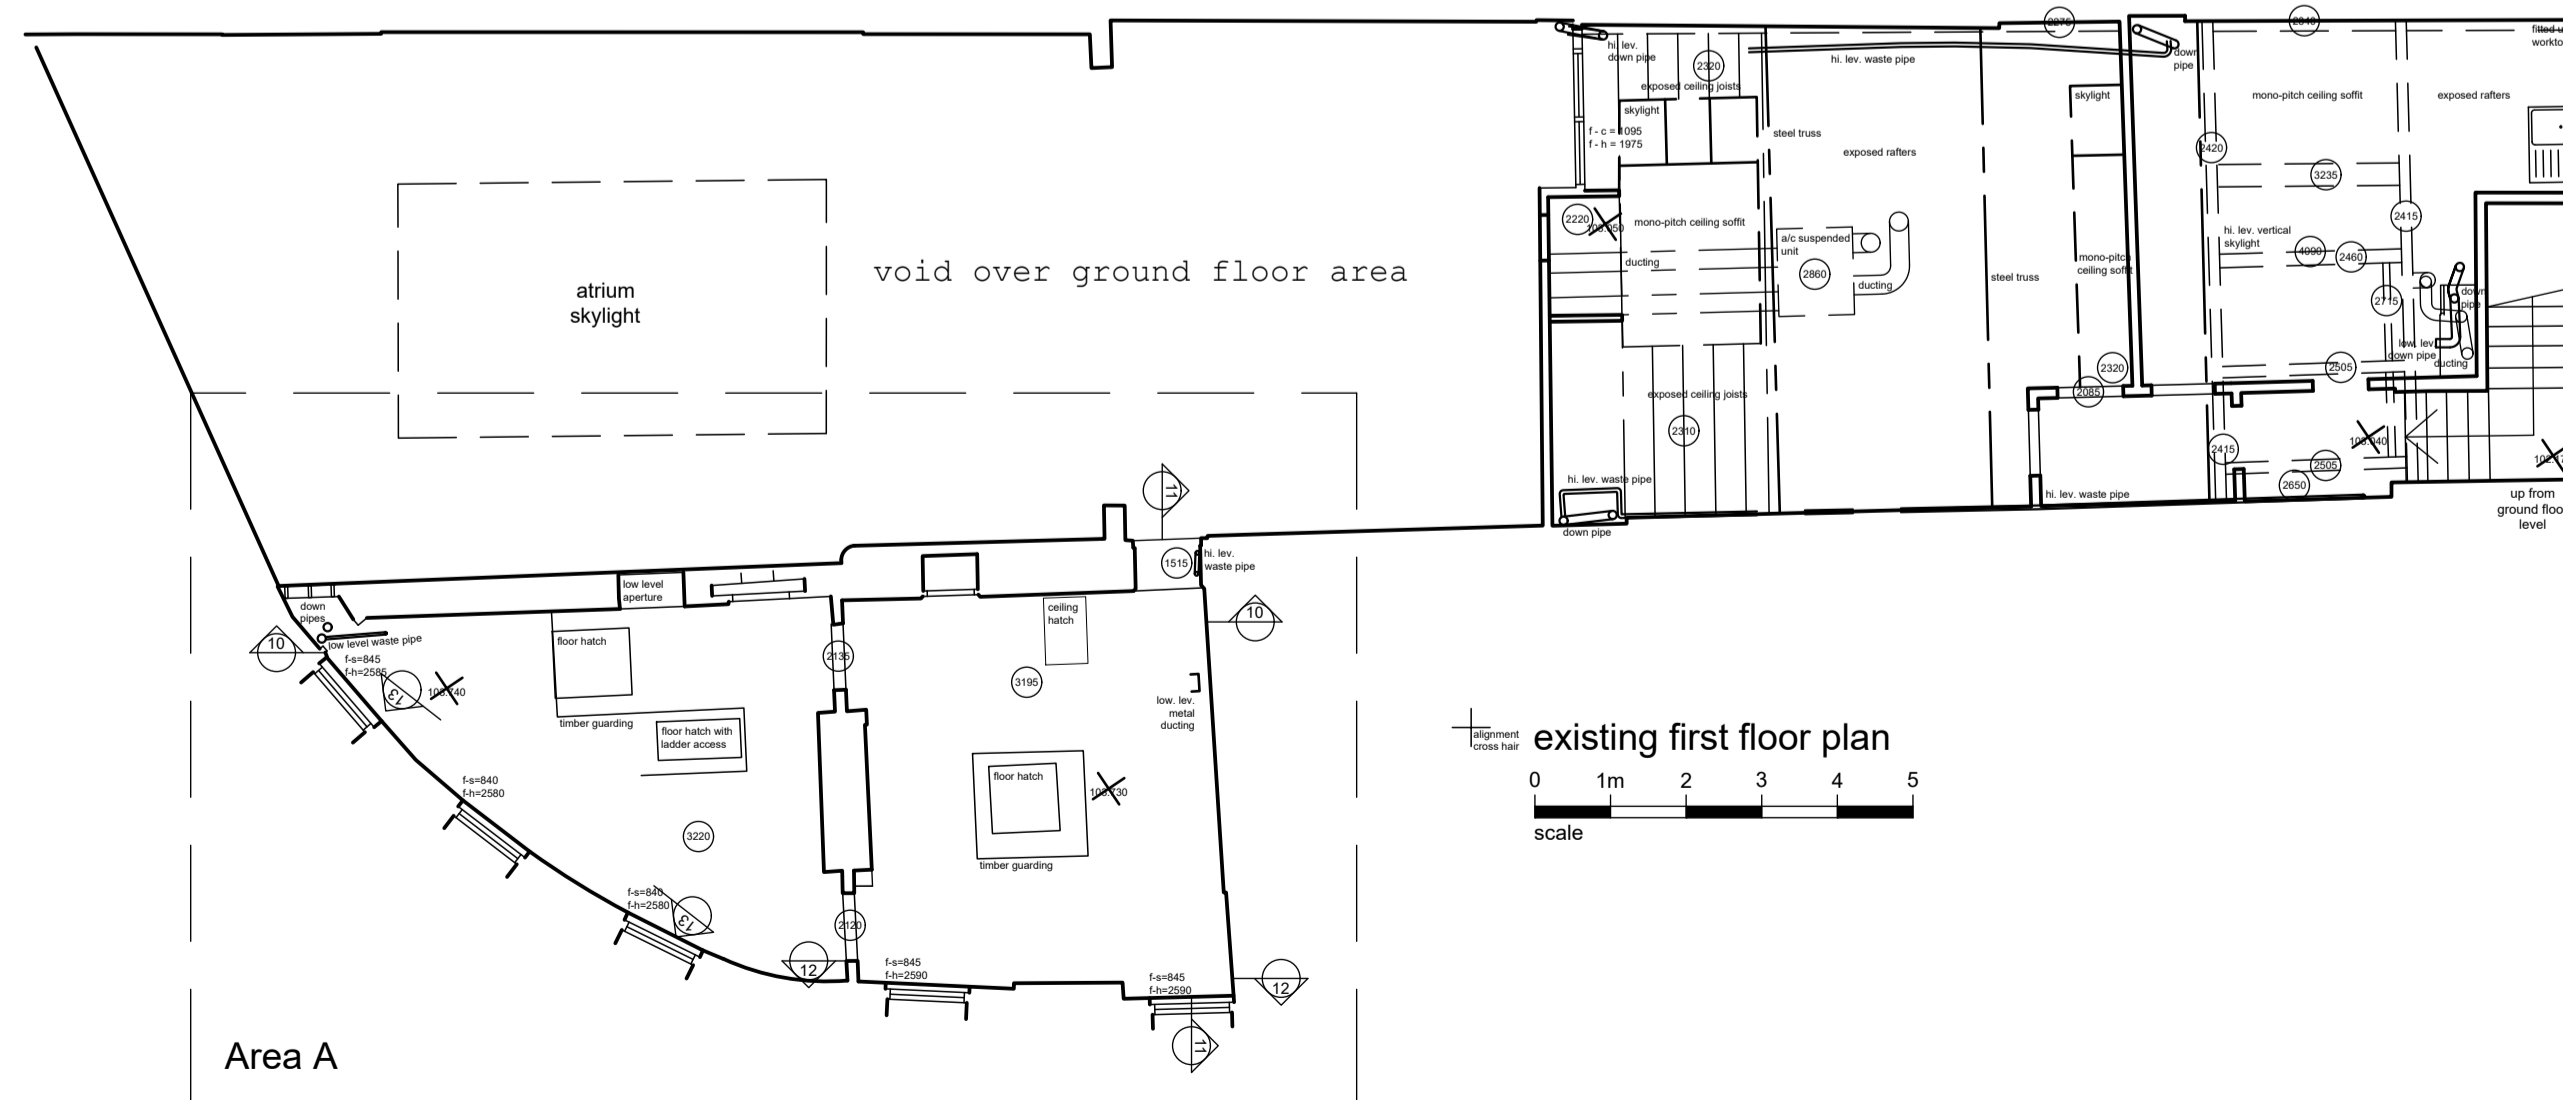 2275
2640
hi. lev.
down pipe
2320
hi. lev. waste pipe
down
pipe
exposed ceiling joists
skylight
skylight
mono-pitch ceiling soffit
exposed rafters
f - c = 1095
f - h = 1975
steel truss
exposed rafters
2420
3235
2220
mono-pitch ceiling soffit
2415
a/c suspended
unit
hi. lev. vertical
skylight
4090
2460
ducting
2860
ducting
steel truss
mono-pitch
ceiling soffit
2715
down
pipe
atrium
skylight
void over ground floor area
low. lev.
down pipe
ducting
2320
2505
2085
exposed ceiling joists
2310
2415
2505
2650
11
hi. lev. waste pipe
hi. lev. waste pipe
down pipe
up from
level
1515
hi. lev.
waste pipe
low level
aperture
down
pipes
ceiling
hatch
10
10
low level waste pipe
floor hatch
2135
f-s=845
f-h=2585
13
3195
timber guarding
floor hatch with
ladder access
low. lev.
metal
ducting
alignment
cross hair
existing first floor plan
0 1m 2 3 4 5
scale
f-s=840
f-h=2580
floor hatch
103.730
3220
timber guarding
f-s=840
f-h=2580
13
2120
12
f-s=845
f-h=2590
f-s=845
f-h=2590
12
11
Area A